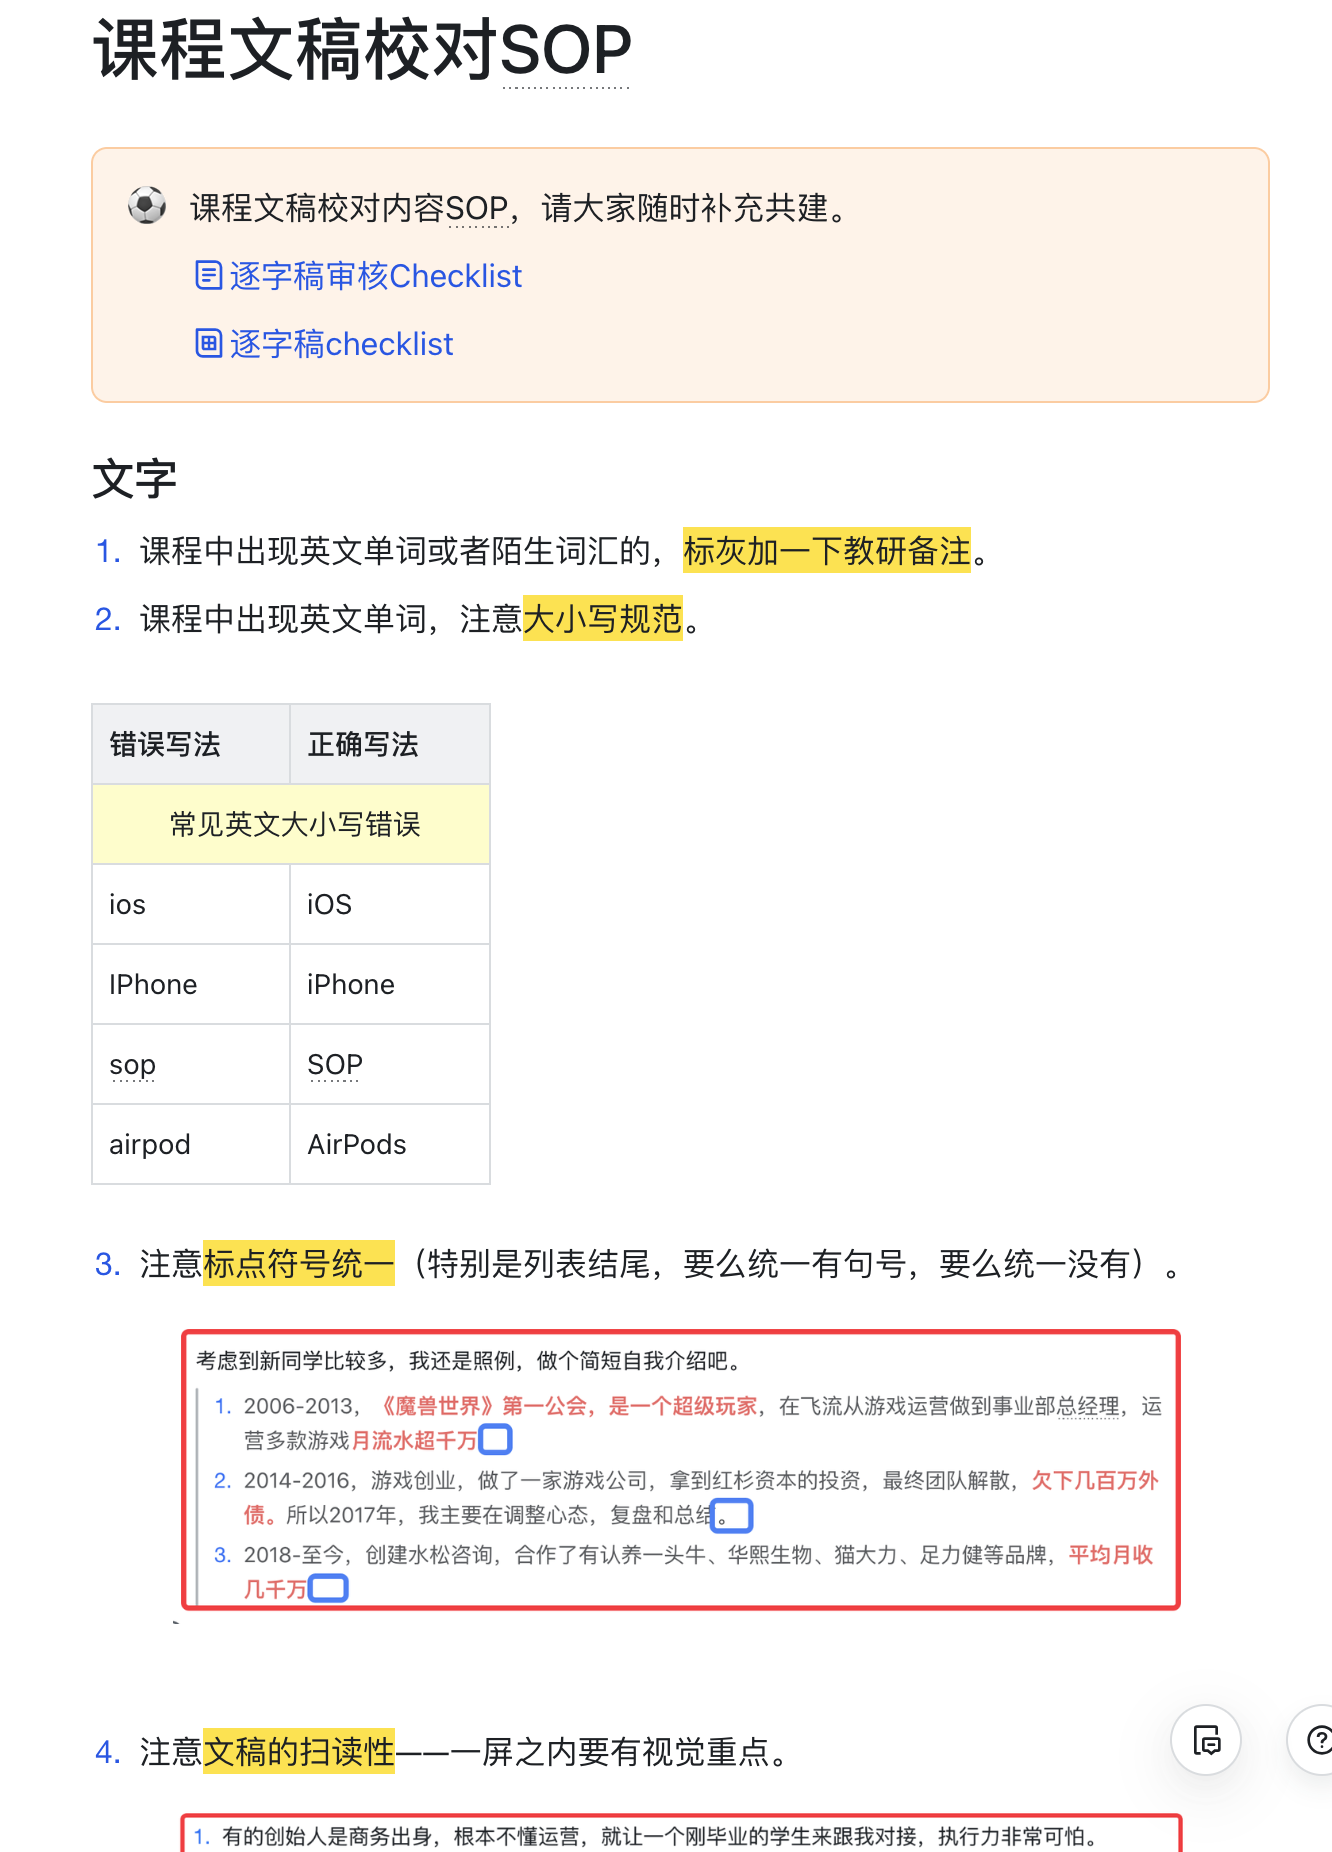 课程文稿校对SOP
课程文稿校对内容SOP，请大家随时补充共建。
逐字稿审核Checklist
逐字稿checklist
文字
1. 课程中出现英文单词或者陌生词汇的，标灰加一下教研备注。
2. 课程中出现英文单词，注意大小写规范。
错误写法 正确写法
常见英文大小写错误
ios iOS
IPhone iPhone
sop SOP
airpod AirPods
3. 注意标点符号统一（特别是列表结尾，要么统一有句号，要么统一没有）。
考虑到新同学比较多，我还是照例，做个简短自我介绍吧。
1. 2006-2013，《魔兽世界》第一公会，是一个超级玩家，在飞流从游戏运营做到事业部总经理，运
营多款游戏月流水超千万
2. 2014-2016，游戏创业，做了一家游戏公司，拿到红杉资本的投资，最终团队解散，欠下几百万外
债。所以2017年，我主要在调整心态，复盘和总结。
3. 2018-至今，创建水松咨询，合作了有认养一头牛、华熙生物、猫大力、足力健等品牌，平均月收
几千万
4. 注意文稿的扫读性——一屏之内要有视觉重点。
1. 有的创始人是商务出身，根本不懂运营，就让一个刚毕业的学生来跟我对接，执行力非常可怕。